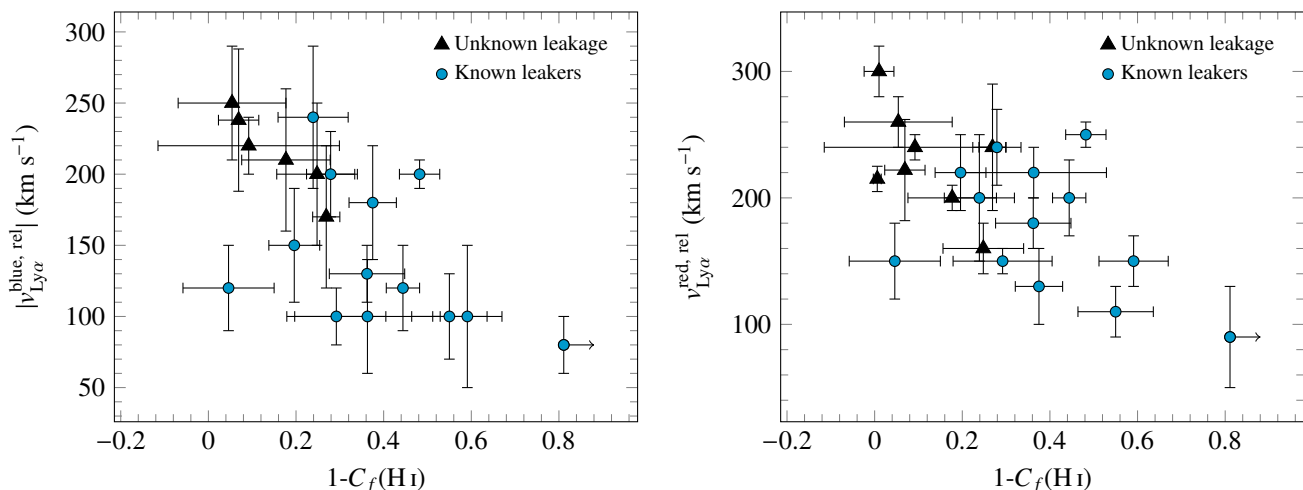 300
250
200
150
100
50
−0.2 0 0.2 0.4 0.6 0.8
1-C_f(H I)
|v_{Lyα}^{blue, rel}| (km s⁻¹)
Unknown leakage
Known leakers
300
200
100
−0.2 0 0.2 0.4 0.6 0.8
1-C_f(H I)
v_{Lyα}^{red, rel} (km s⁻¹)
Unknown leakage
Known leakers